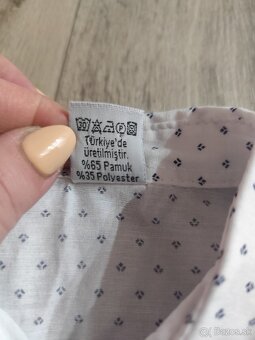 Türkiye'de
üretilmiştir.
%65 Pamuk
%35 Polyester